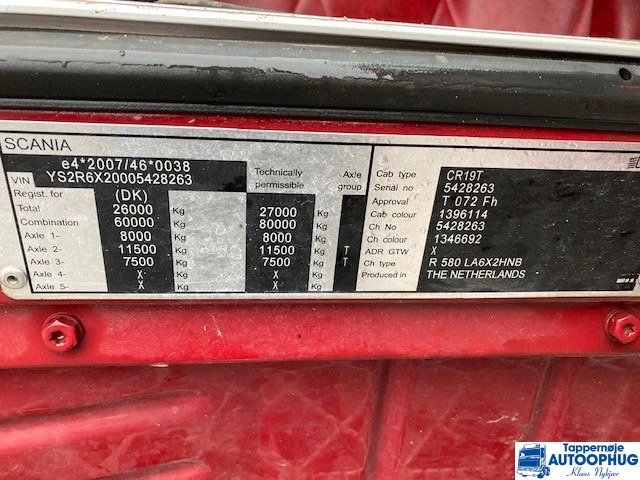 SCANIA
e4*2007/46*0038
VIN YS2R6X20005428263
Regist. for (DK) Technically permissible Axle group
Total 26000 Kg 27000 Kg
Combination 60000 Kg 80000 Kg
Axle 1- 8000 Kg 8000 Kg
Axle 2- 11500 Kg 11500 Kg T
Axle 3- 7500 Kg 7500 Kg T
Axle 4- X Kg X Kg
Axle 5- X Kg X Kg
Cab type CR19T
Serial no 5428263
Approval T 072 Fh
Cab colour 1396114
Ch No 5428263
Ch colour 1346692
ADR GTW X
Ch type R 580 LA6X2HNB
Produced in THE NETHERLANDS
Tappernøje
AUTOOPHUG
Klaus Nyhjær